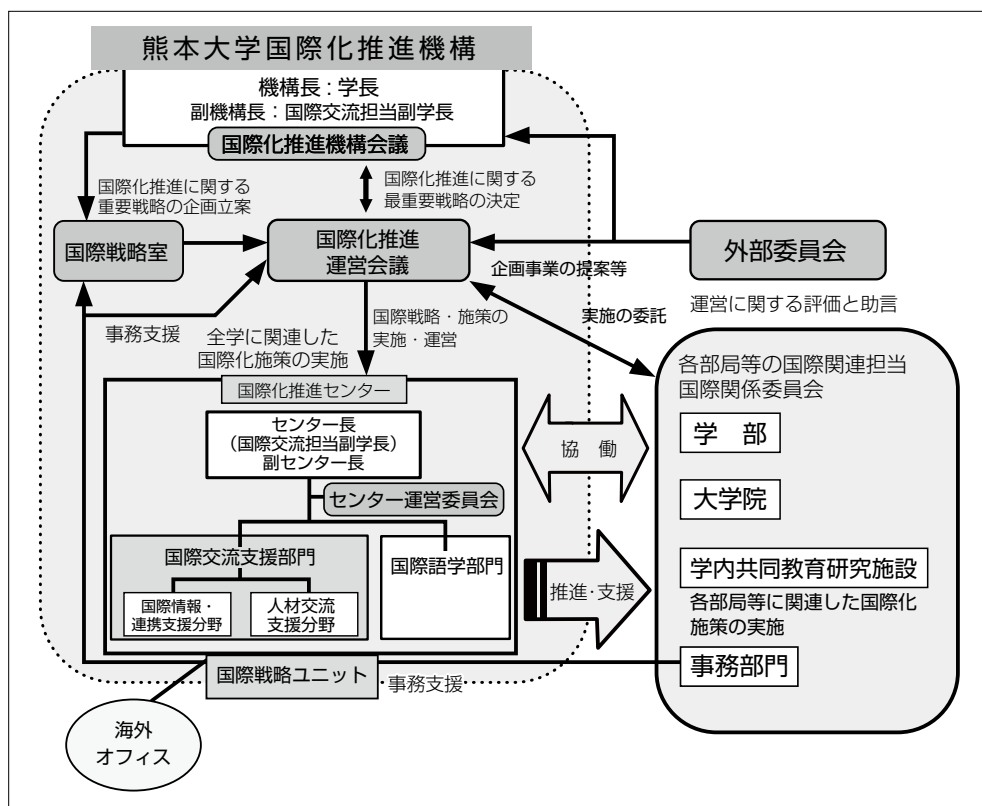 熊本大学国際化推進機構
機構長：学長
副機構長：国際交流担当副学長
国際化推進機構会議
国際化推進に関する
重要戦略の企画立案
国際化推進に関する
最重要戦略の決定
国際戦略室
国際化推進
運営会議
外部委員会
企画事業の提案等
運営に関する評価と助言
実施の委託
事務支援
全学に関連した
国際化施策の実施
国際戦略・施策の
実施・運営
各部局等の国際関連担当
国際関係委員会
国際化推進センター
センター長
（国際交流担当副学長）
副センター長
センター運営委員会
協　働
学　部
大学院
国際交流支援部門
国際情報・
連携支援分野
人材交流
支援分野
国際語学部門
推進・支援
学内共同教育研究施設
各部局等に関連した国際化
施策の実施
事務部門
国際戦略ユニット
事務支援
海外
オフィス